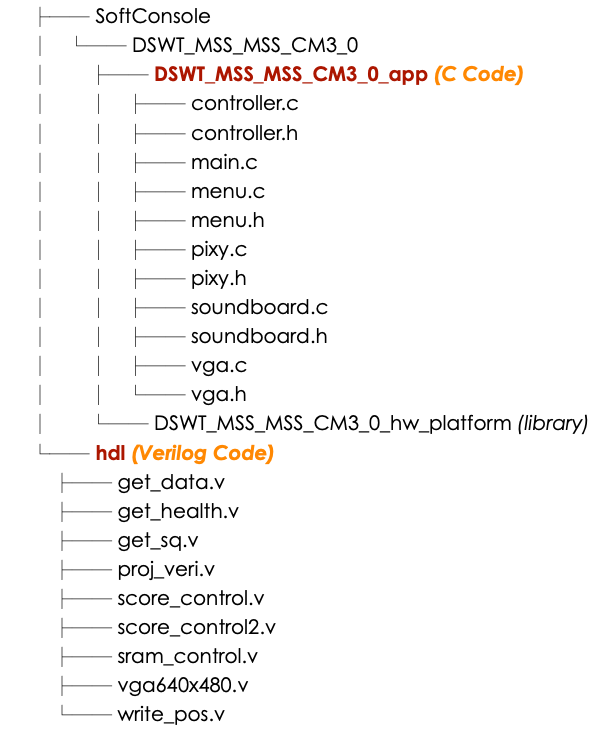 SoftConsole
DSWT_MSS_MSS_CM3_0
DSWT_MSS_MSS_CM3_0_app (C Code)
controller.c
controller.h
main.c
menu.c
menu.h
pixy.c
pixy.h
soundboard.c
soundboard.h
vga.c
vga.h
DSWT_MSS_MSS_CM3_0_hw_platform (library)
hdl (Verilog Code)
get_data.v
get_health.v
get_sq.v
proj_veri.v
score_control.v
score_control2.v
sram_control.v
vga640x480.v
write_pos.v